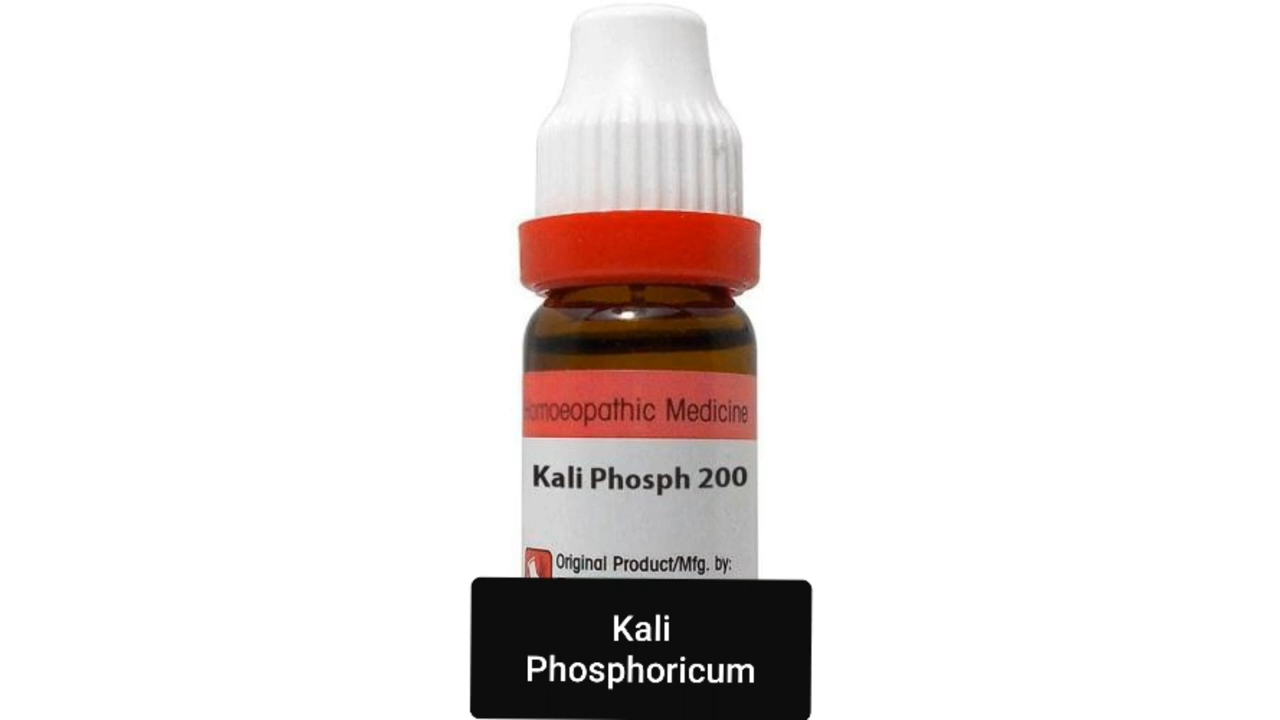 Homoeopathic Medicine
Kali Phosph 200
Original Product/Mfg. by:
Kali
Phosphoricum